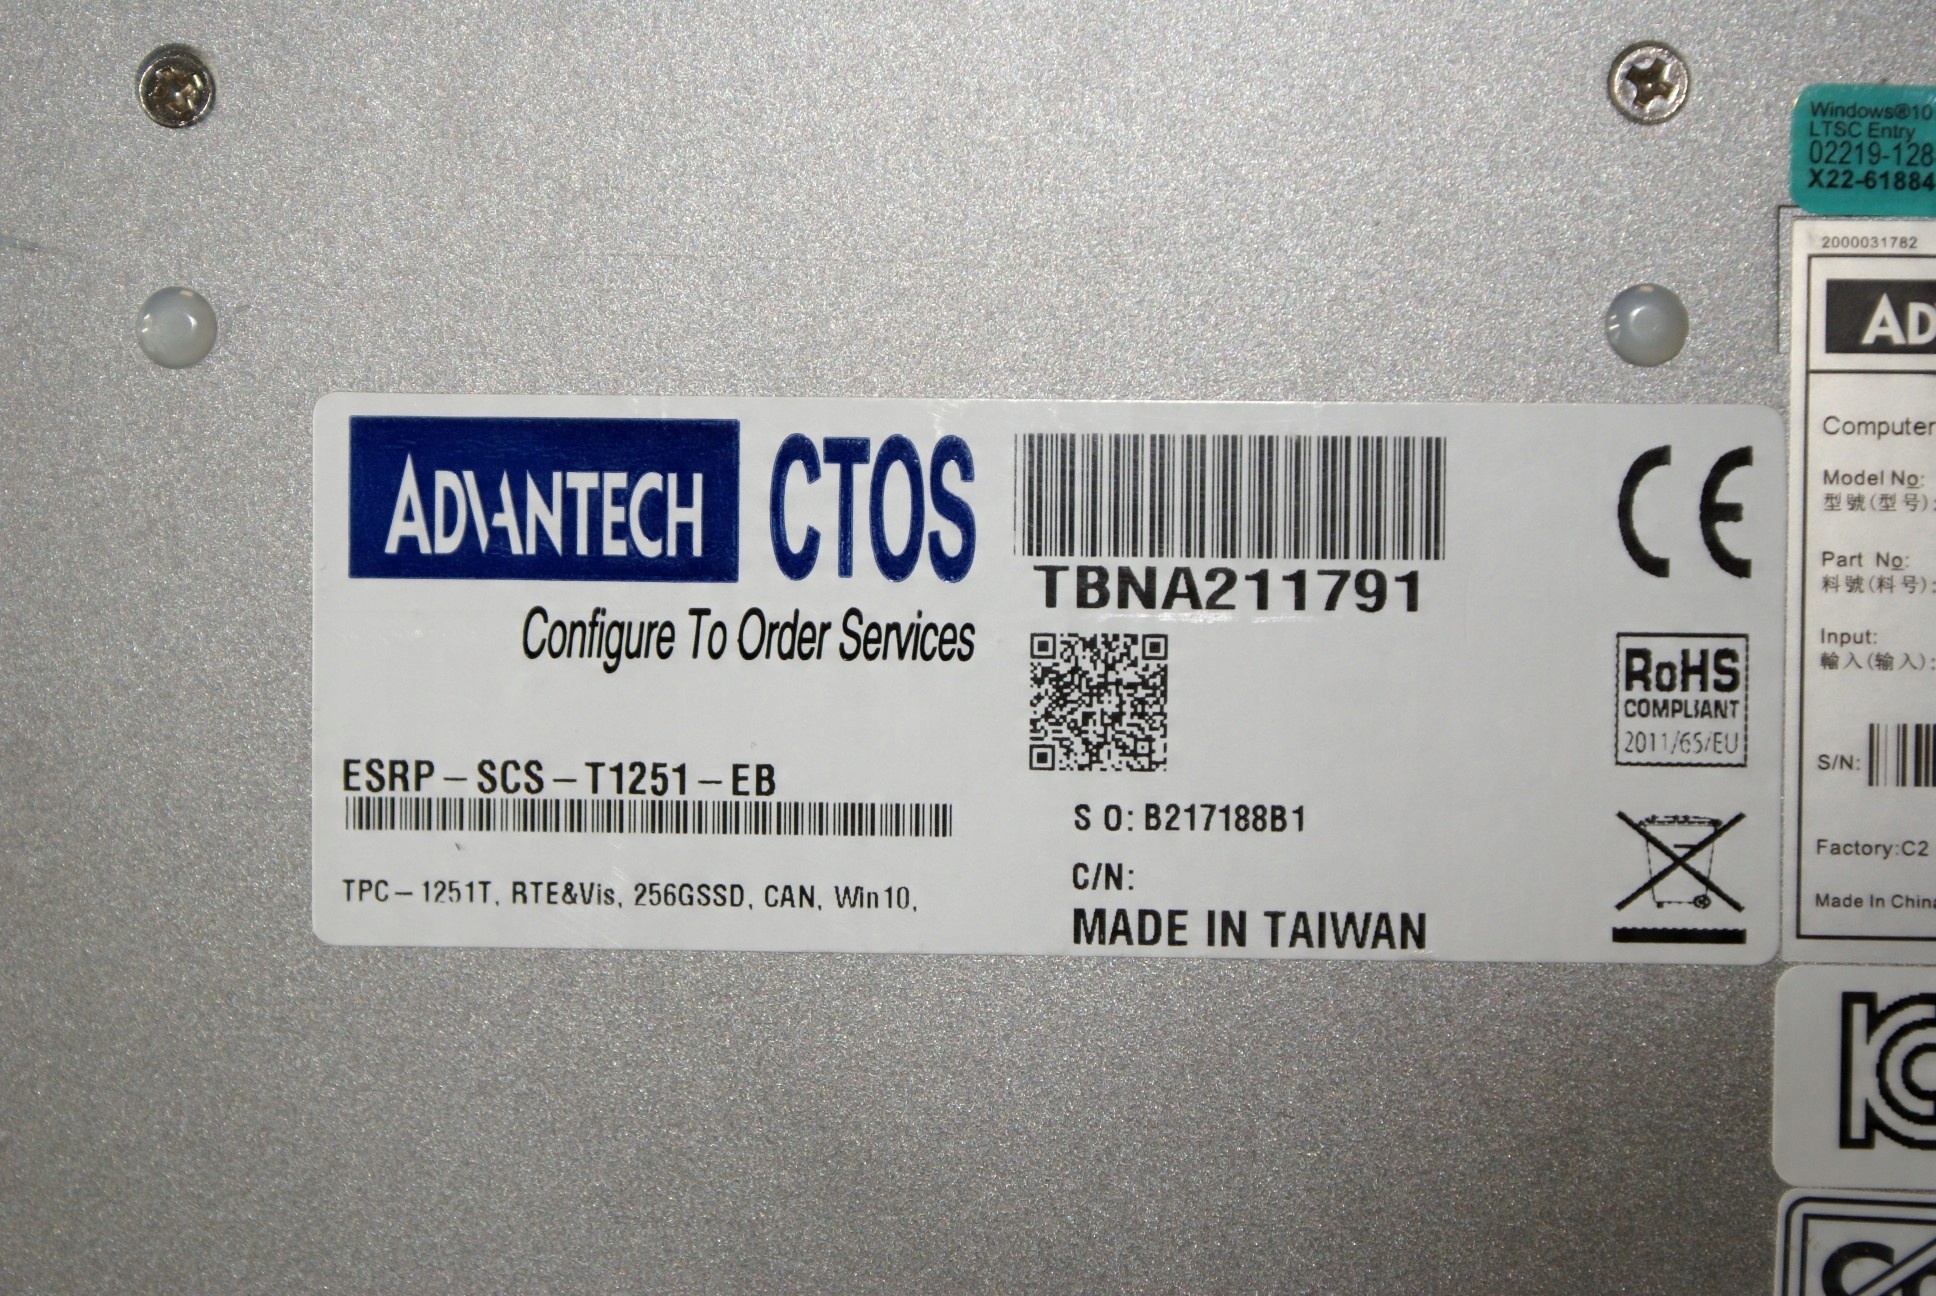 ADVANTECH CTOS
Configure To Order Services
ESRP-SCS-T1251-EB
TPC-1251T, RTE&Vis, 256GSSD, CAN, Win10,
TBNA211791
S O: B217188B1
C/N:
MADE IN TAIWAN
CE
RoHS
COMPLIANT
2011/65/EU
Windows®10
LTSC Entry
02219-128
X22-61884
2000031782
AD
Computer
Model No:
型號(型号):
Part No:
料號(料号):
Input:
輸入(输入):
S/N:
Factory:C2
Made In China